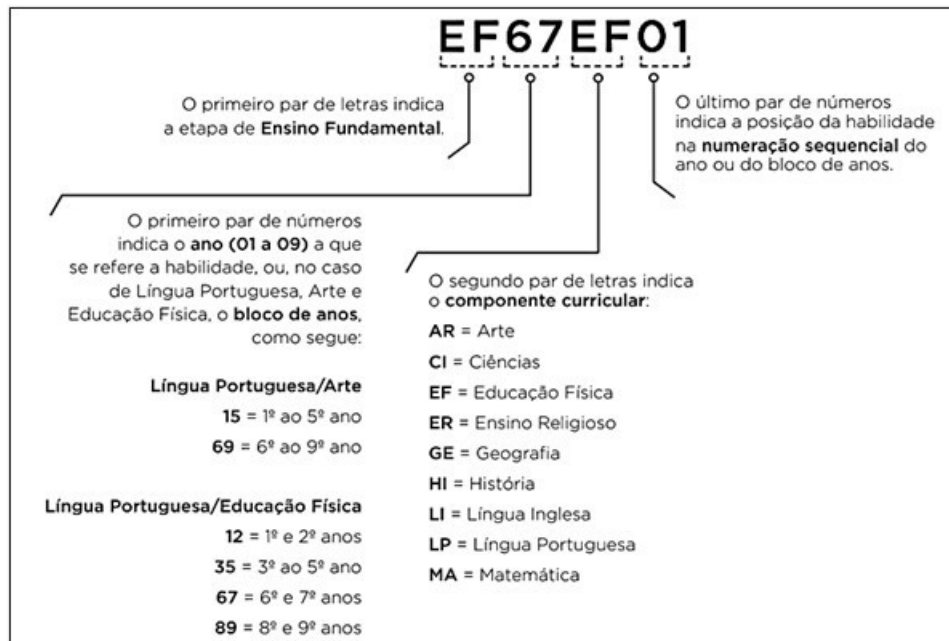 EF67EF01
O primeiro par de letras indica
a etapa de Ensino Fundamental.
O último par de números
indica a posição da habilidade
na numeração sequencial do
ano ou do bloco de anos.
O primeiro par de números
indica o ano (01 a 09) a que
se refere a habilidade, ou, no caso
de Língua Portuguesa, Arte e
Educação Física, o bloco de anos,
como segue:
Língua Portuguesa/Arte
15 = 1º ao 5º ano
69 = 6º ao 9º ano
Língua Portuguesa/Educação Física
12 = 1º e 2º anos
35 = 3º ao 5º ano
67 = 6º e 7º anos
89 = 8º e 9º anos
O segundo par de letras indica
o componente curricular:
AR = Arte
CI = Ciências
EF = Educação Física
ER = Ensino Religioso
GE = Geografia
HI = História
LI = Língua Inglesa
LP = Língua Portuguesa
MA = Matemática